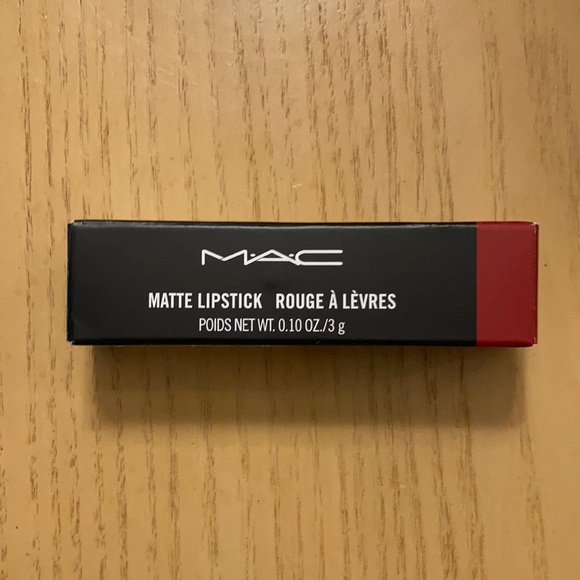 M·A·C
MATTE LIPSTICK ROUGE À LÈVRES
POIDS NET WT. 0.10 OZ./3 g